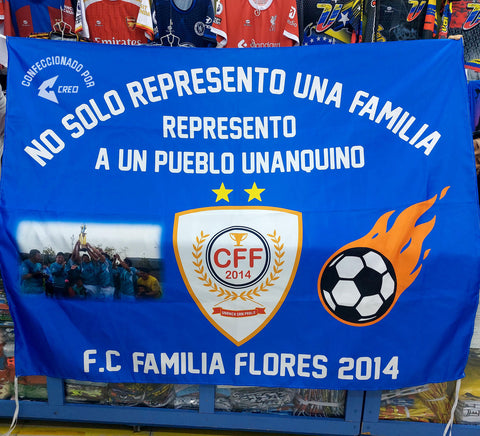 CONFECCIONADO POR
CREO
NO SOLO REPRESENTO UNA FAMILIA
REPRESENTO
A UN PUEBLO UNANQUINO
CFF
2014
F.C FAMILIA FLORES 2014